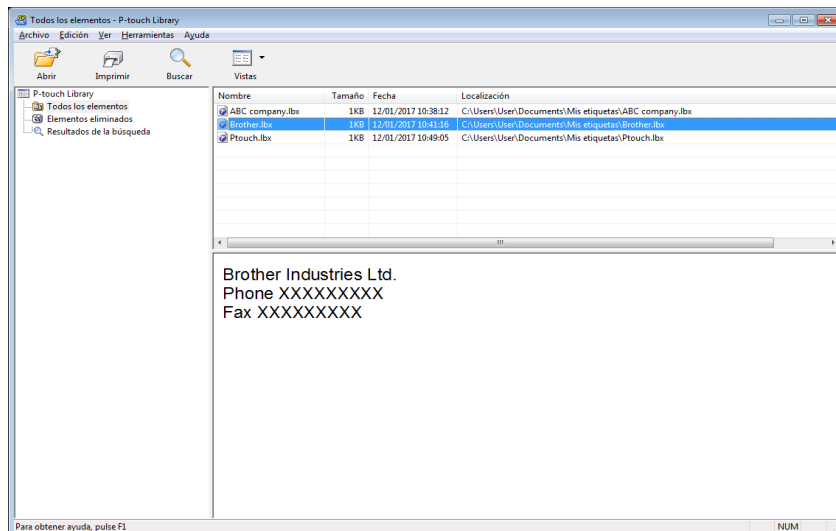 Todos los elementos - P-touch Library
Archivo Edición Ver Herramientas Ayuda
Abrir Imprimir Buscar Vistas
P-touch Library
Todos los elementos
Elementos eliminados
Resultados de la búsqueda
Nombre Tamaño Fecha Localización
ABC company.lbx 1KB 12/01/2017 10:38:12 C:\Users\User\Documents\Mis etiquetas\ABC company.lbx
Brother.lbx 1KB 12/01/2017 10:41:16 C:\Users\User\Documents\Mis etiquetas\Brother.lbx
Ptouch.lbx 1KB 12/01/2017 10:49:05 C:\Users\User\Documents\Mis etiquetas\Ptouch.lbx
Brother Industries Ltd.
Phone XXXXXXXXX
Fax XXXXXXXXX
Para obtener ayuda, pulse F1 NUM